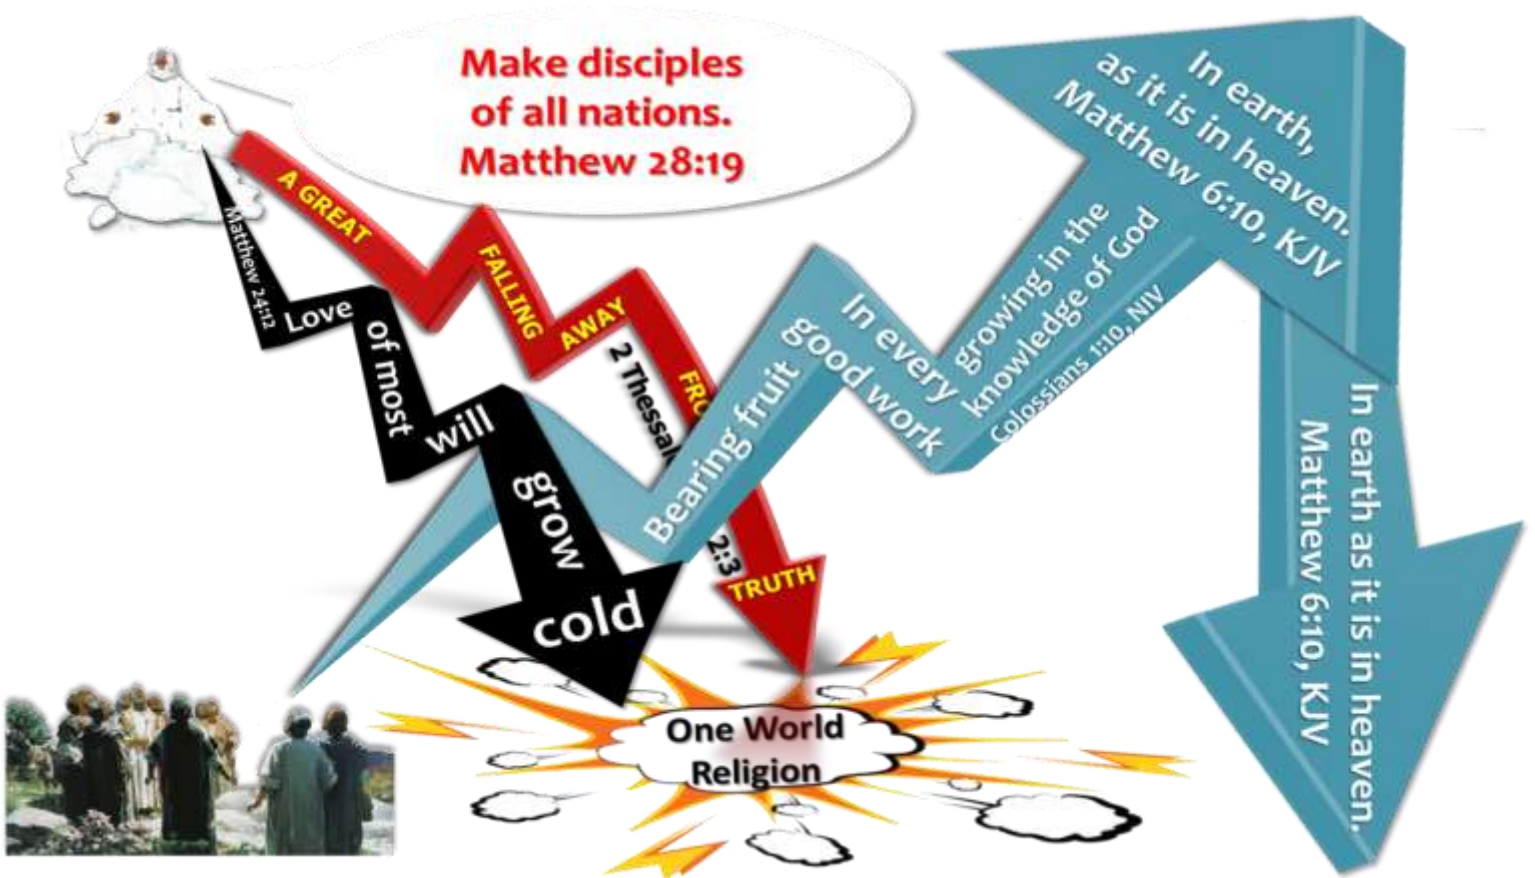 Make disciples
of all nations.
Matthew 28:19
A GREAT
FALLING
AWAY
TRUTH
2
2:3
Matthew 24:12
Love
of most
will
grow
cold
Bearing fruit
In every
good work
growing in the
knowledge of God
Colossians 1:10, NIV
In earth,
as it is in heaven.
Matthew 6:10, KJV
In earth as it is in heaven.
Matthew 6:10, KJV
One World
Religion